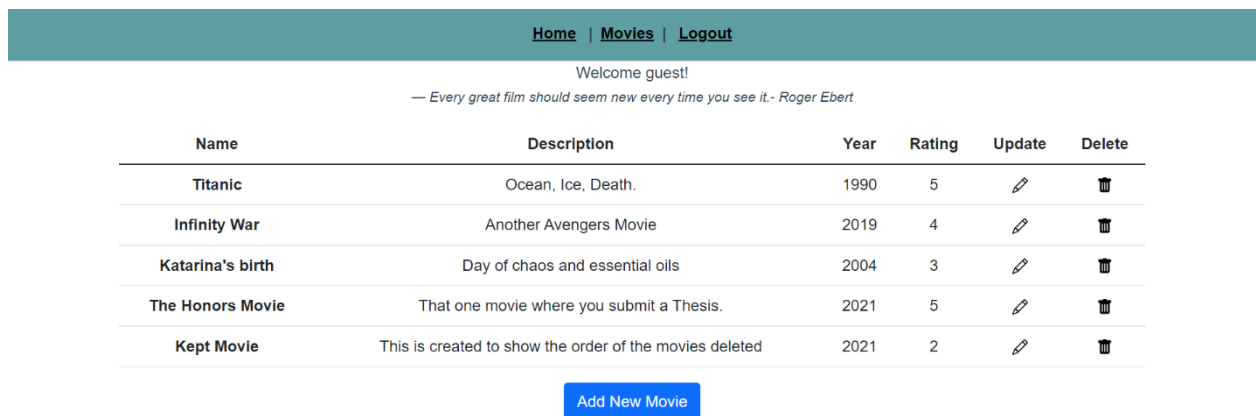 Home | Movies | Logout
Welcome guest!
— Every great film should seem new every time you see it.- Roger Ebert
Name Description Year Rating Update Delete
Titanic Ocean, Ice, Death. 1990 5
Infinity War Another Avengers Movie 2019 4
Katarina's birth Day of chaos and essential oils 2004 3
The Honors Movie That one movie where you submit a Thesis. 2021 5
Kept Movie This is created to show the order of the movies deleted 2021 2
Add New Movie